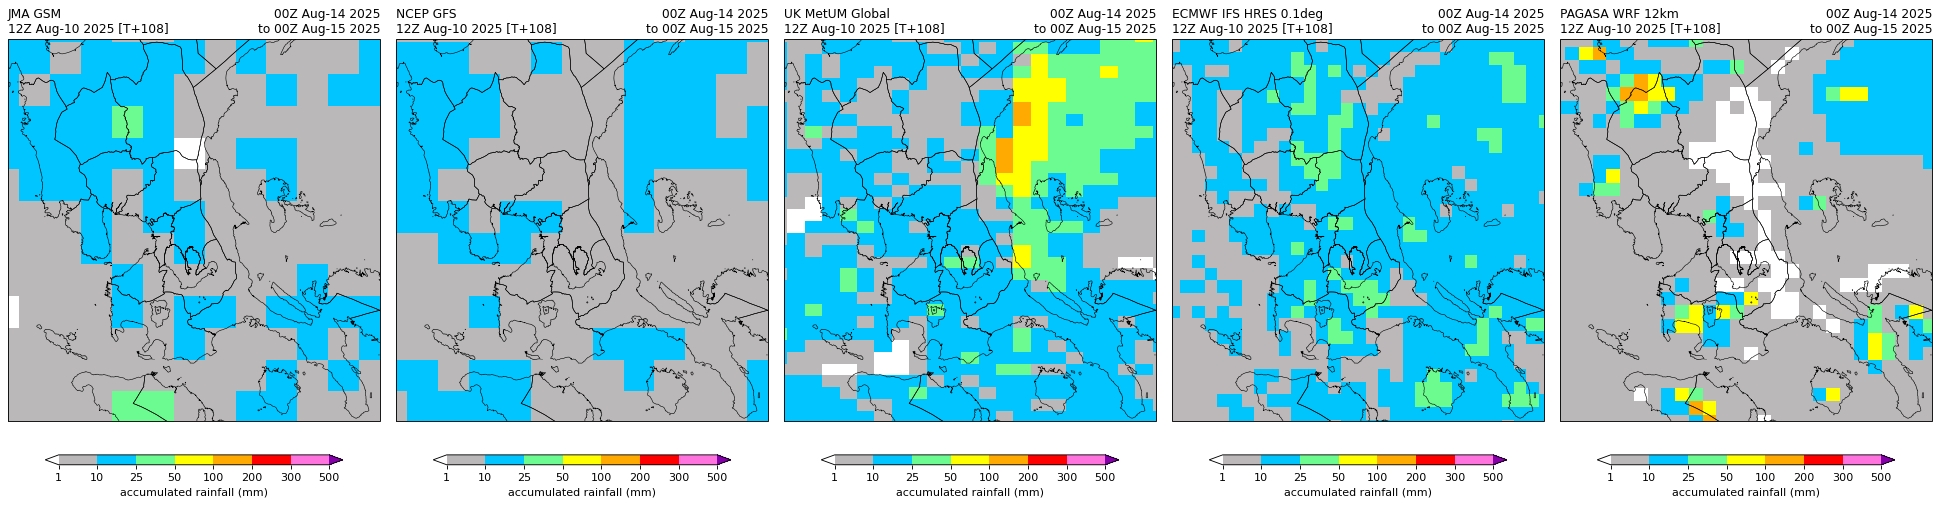 JMA GSM 00Z Aug-14 2025
12Z Aug-10 2025 [T+108] to 00Z Aug-15 2025
NCEP GFS 00Z Aug-14 2025
12Z Aug-10 2025 [T+108] to 00Z Aug-15 2025
UK MetUM Global 00Z Aug-14 2025
12Z Aug-10 2025 [T+108] to 00Z Aug-15 2025
ECMWF IFS HRES 0.1deg 00Z Aug-14 2025
12Z Aug-10 2025 [T+108] to 00Z Aug-15 2025
PAGASA WRF 12km 00Z Aug-14 2025
12Z Aug-10 2025 [T+108] to 00Z Aug-15 2025
1 10 25 50 100 200 300 500
accumulated rainfall (mm)
1 10 25 50 100 200 300 500
accumulated rainfall (mm)
1 10 25 50 100 200 300 500
accumulated rainfall (mm)
1 10 25 50 100 200 300 500
accumulated rainfall (mm)
1 10 25 50 100 200 300 500
accumulated rainfall (mm)